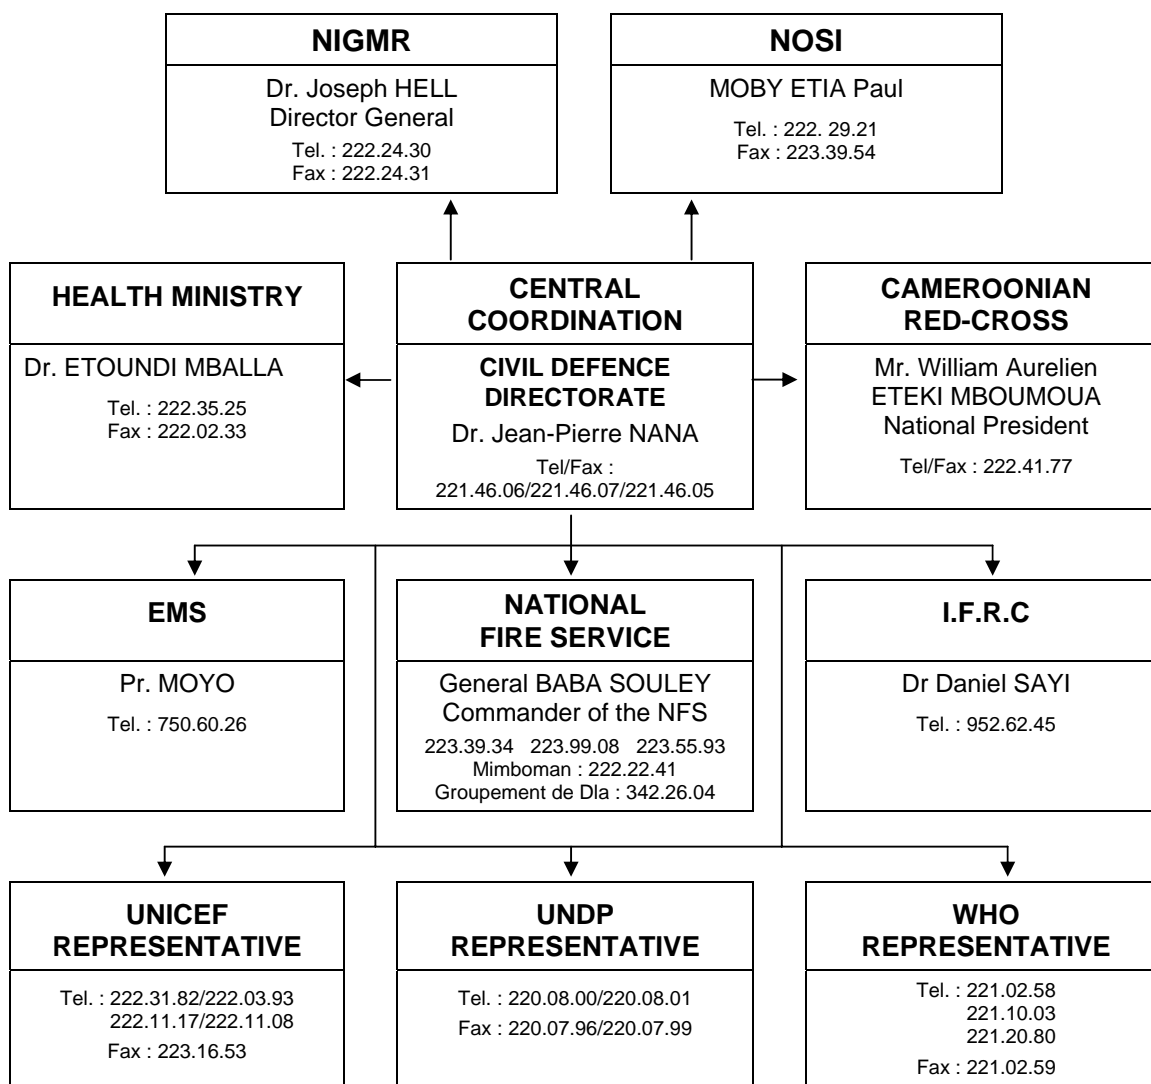 NIGMR
Dr. Joseph HELL
Director General
Tel. : 222.24.30
Fax : 222.24.31
NOSI
MOBY ETIA Paul
Tel. : 222. 29.21
Fax : 223.39.54
HEALTH MINISTRY
Dr. ETOUNDI MBALLA
Tel. : 222.35.25
Fax : 222.02.33
CENTRAL
COORDINATION
CIVIL DEFENCE
DIRECTORATE
Dr. Jean-Pierre NANA
Tel/Fax :
221.46.06/221.46.07/221.46.05
CAMEROONIAN
RED-CROSS
Mr. William Aurelien
ETEKI MBOUMOUA
National President
Tel/Fax : 222.41.77
EMS
Pr. MOYO
Tel. : 750.60.26
NATIONAL
FIRE SERVICE
General BABA SOULEY
Commander of the NFS
223.39.34 223.99.08 223.55.93
Mimboman : 222.22.41
Groupement de Dla : 342.26.04
I.F.R.C
Dr Daniel SAYI
Tel. : 952.62.45
UNICEF
REPRESENTATIVE
Tel. : 222.31.82/222.03.93
222.11.17/222.11.08
Fax : 223.16.53
UNDP
REPRESENTATIVE
Tel. : 220.08.00/220.08.01
Fax : 220.07.96/220.07.99
WHO
REPRESENTATIVE
Tel. : 221.02.58
221.10.03
221.20.80
Fax : 221.02.59